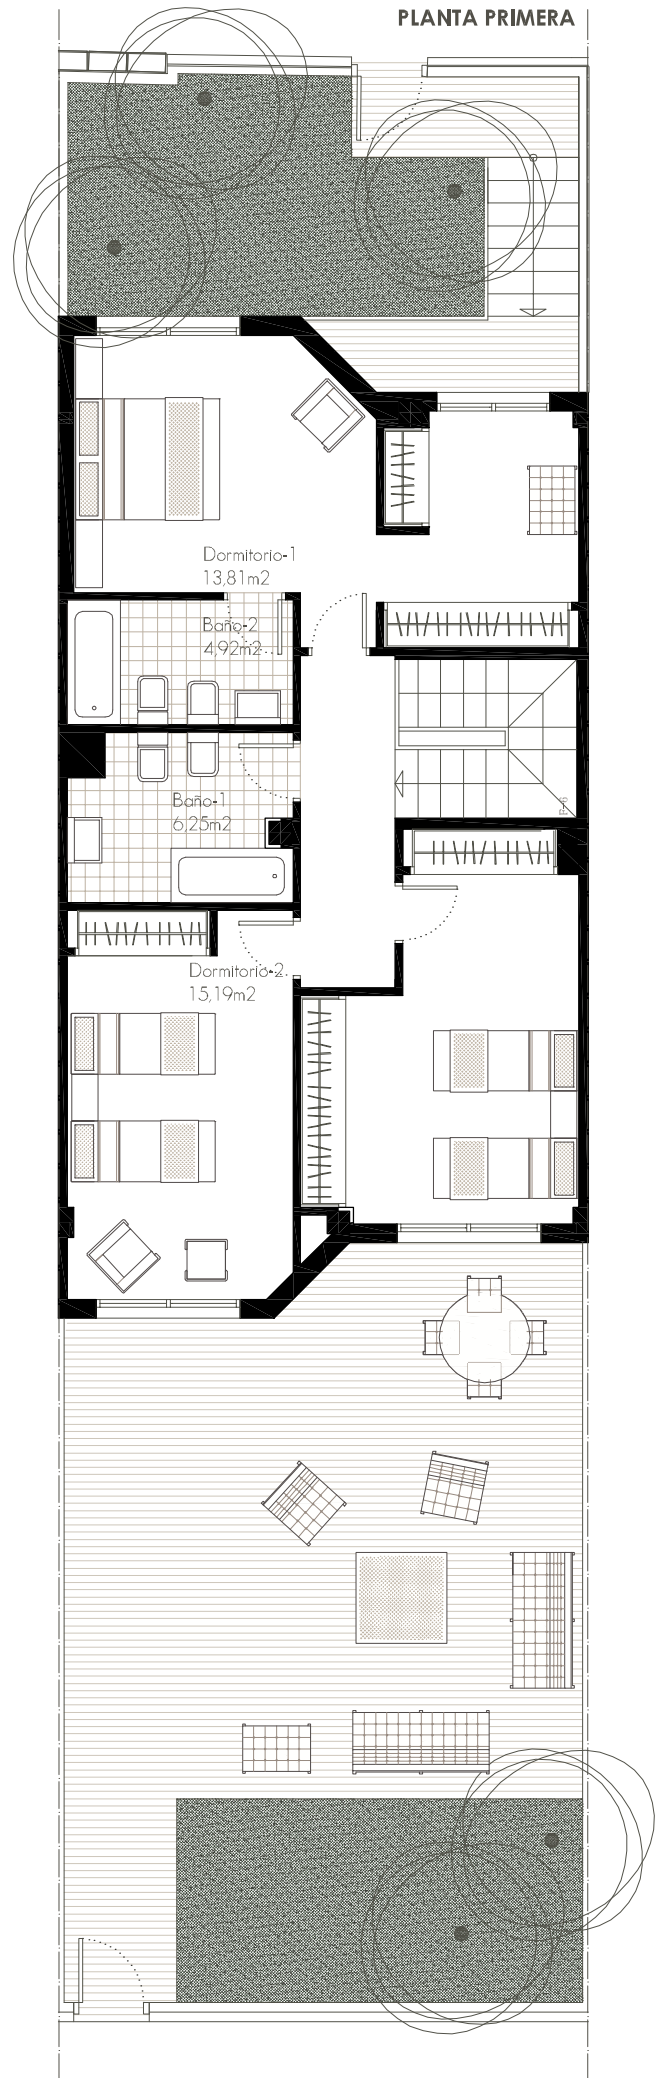 PLANTA PRIMERA
Dormitorio-1
13,81m2
Baño-2
4,92m2
Baño-1
6,25m2
Dormitorio-2
15,19m2